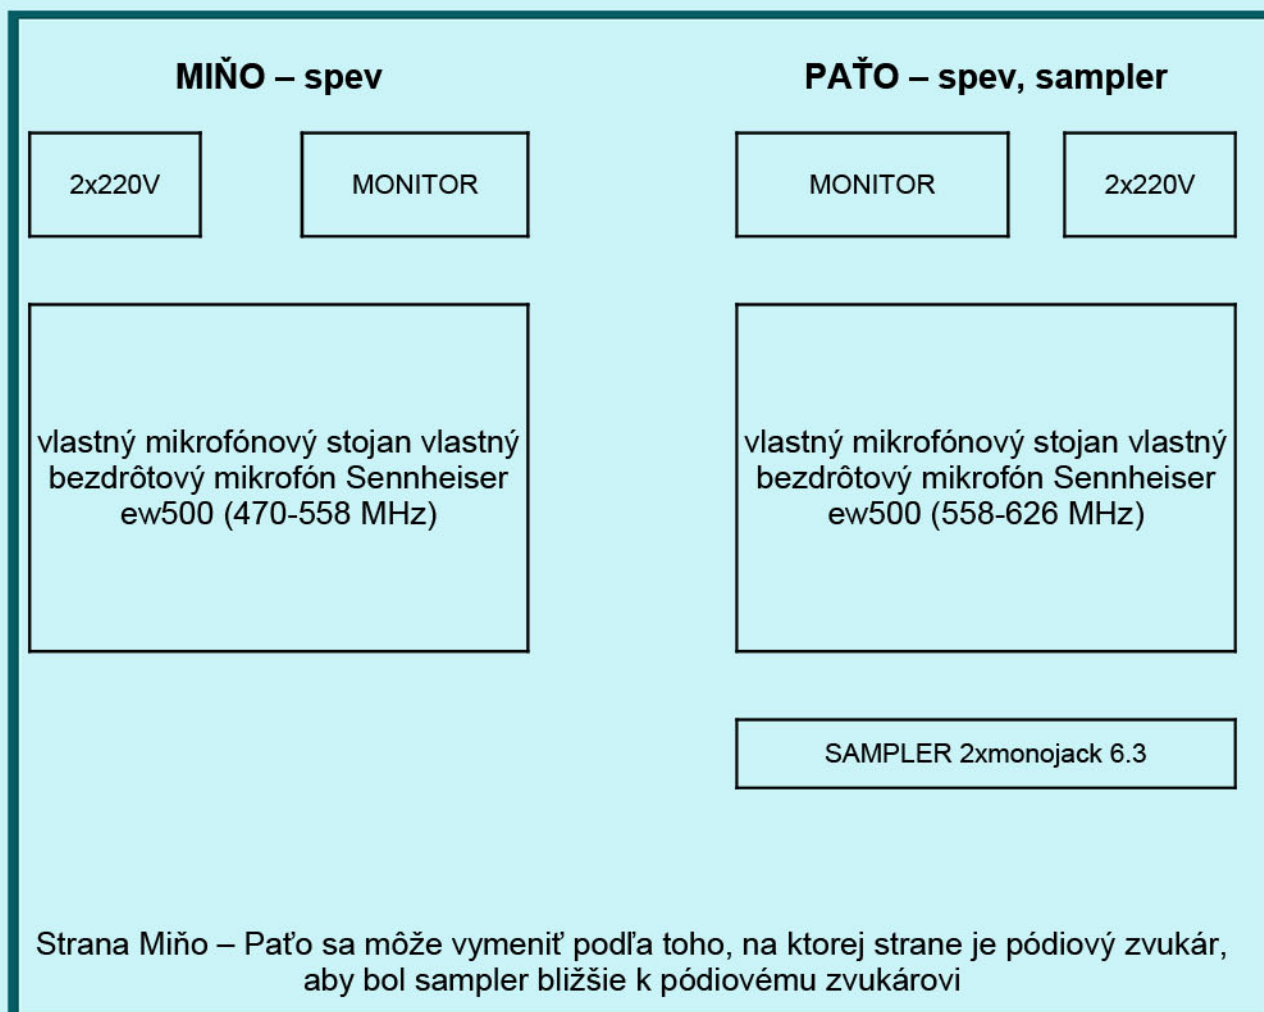 MIŇO – spev
PAŤO – spev, sampler
2x220V
MONITOR
MONITOR
2x220V
vlastný mikrofónový stojan vlastný
bezdrôtový mikrofón Sennheiser
ew500 (470-558 MHz)
vlastný mikrofónový stojan vlastný
bezdrôtový mikrofón Sennheiser
ew500 (558-626 MHz)
SAMPLER 2xmonojack 6.3
Strana Miňo – Paťo sa môže vymeniť podľa toho, na ktorej strane je pódiový zvukár,
aby bol sampler bližšie k pódiovému zvukárovi